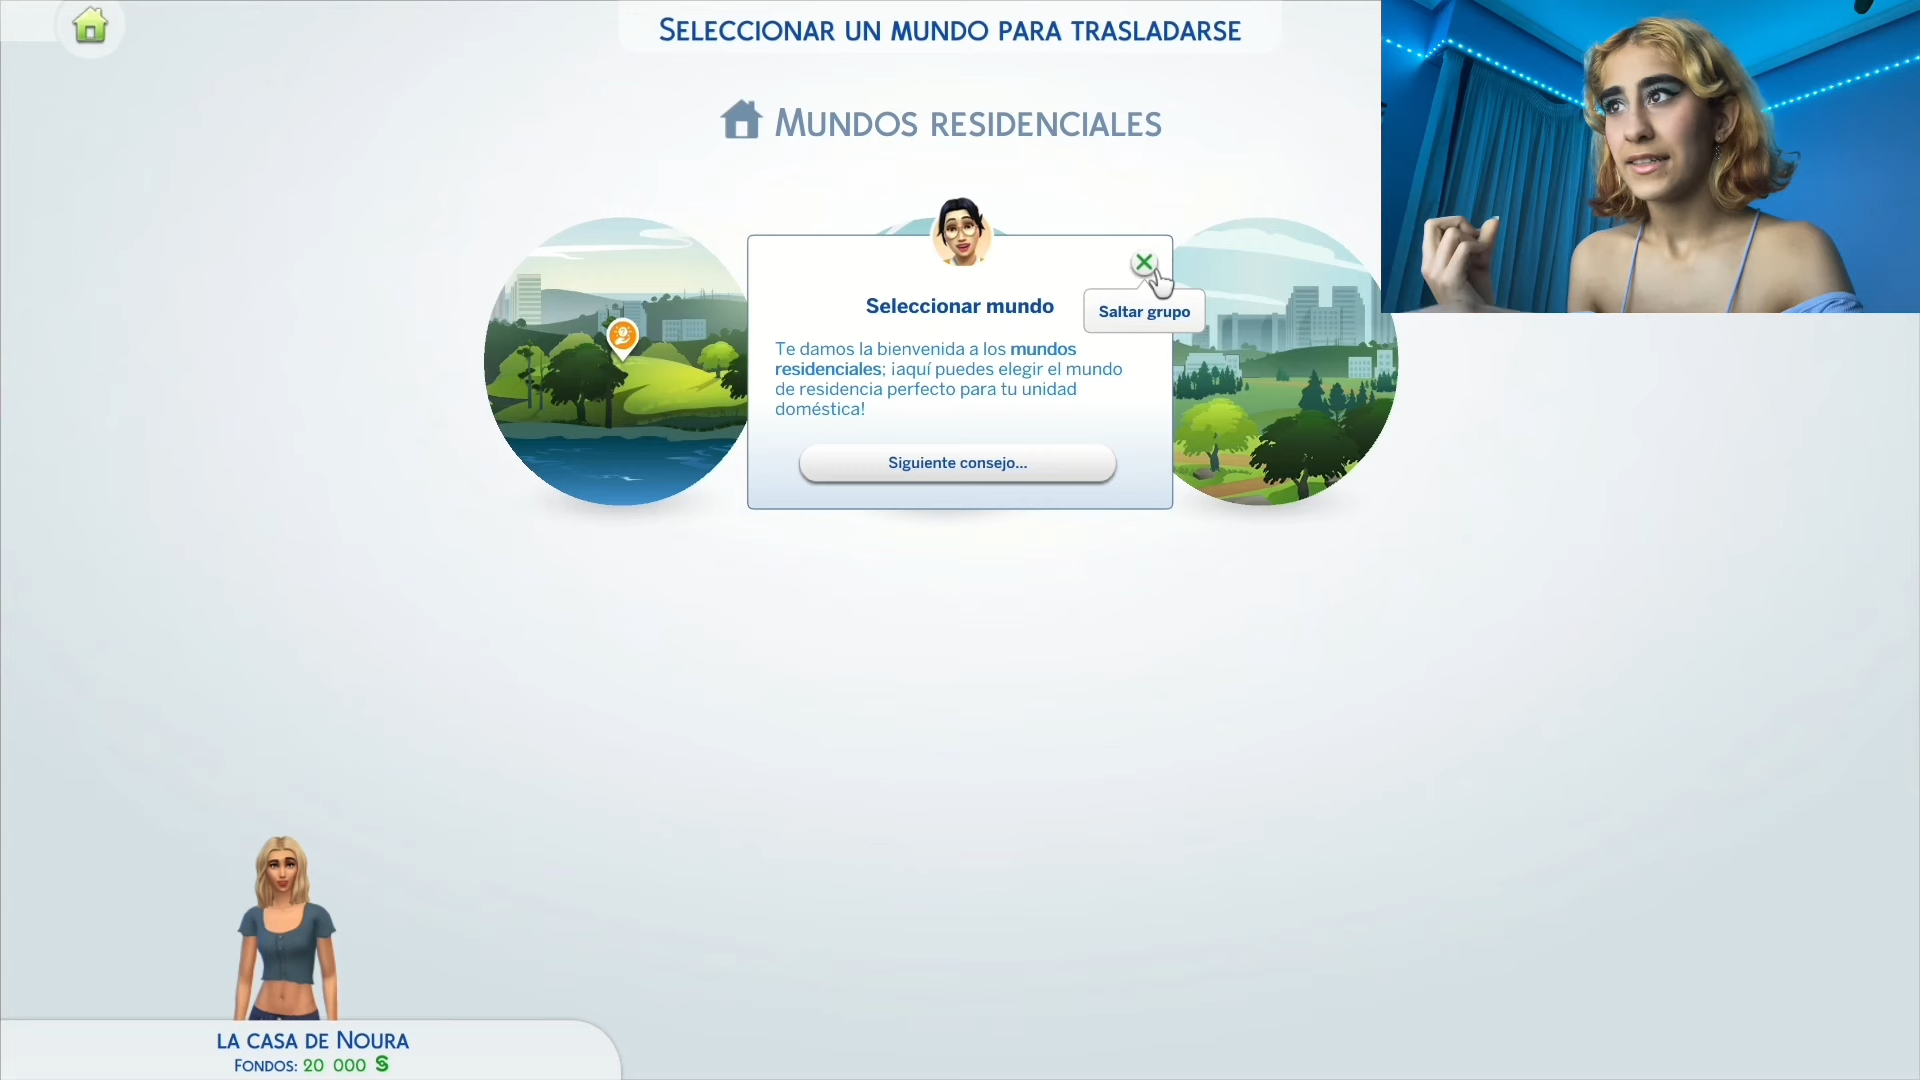 SELECCIONAR UN MUNDO PARA TRASLADARSE
MUNDOS RESIDENCIALES
Seleccionar mundo
Saltar grupo
Te damos la bienvenida a los mundos
residenciales; ¡aquí puedes elegir el mundo
de residencia perfecto para tu unidad
doméstica!
Siguiente consejo...
LA CASA DE NOURA
FONDOS: 20 000 S